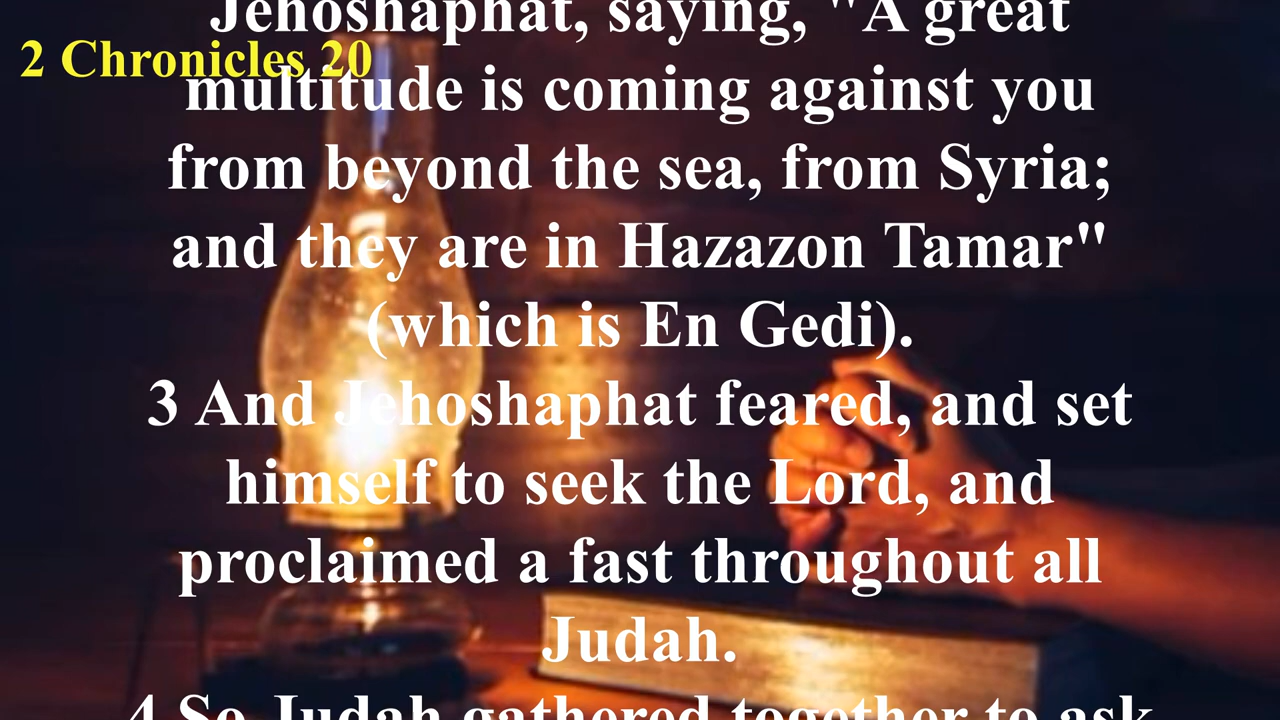 Jehoshaphat, saying, "A great
2 Chronicles 20
multitude is coming against you
from beyond the sea, from Syria;
and they are in Hazazon Tamar"
(which is En Gedi).
3 And Jehoshaphat feared, and set
himself to seek the Lord, and
proclaimed a fast throughout all
Judah.
4 So Judah gathered together to ask